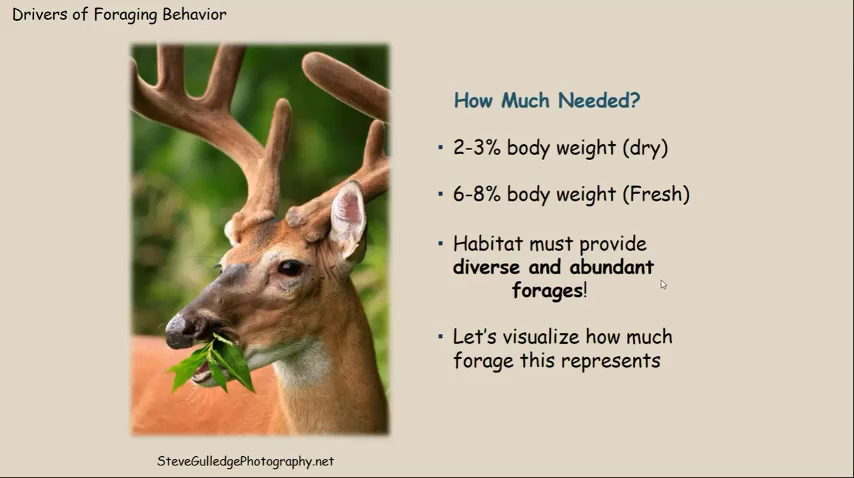 Drivers of Foraging Behavior
How Much Needed?
▪ 2-3% body weight (dry)
▪ 6-8% body weight (Fresh)
▪ Habitat must provide
diverse and abundant
forages!
▪ Let's visualize how much
forage this represents
SteveGulledgePhotography.net